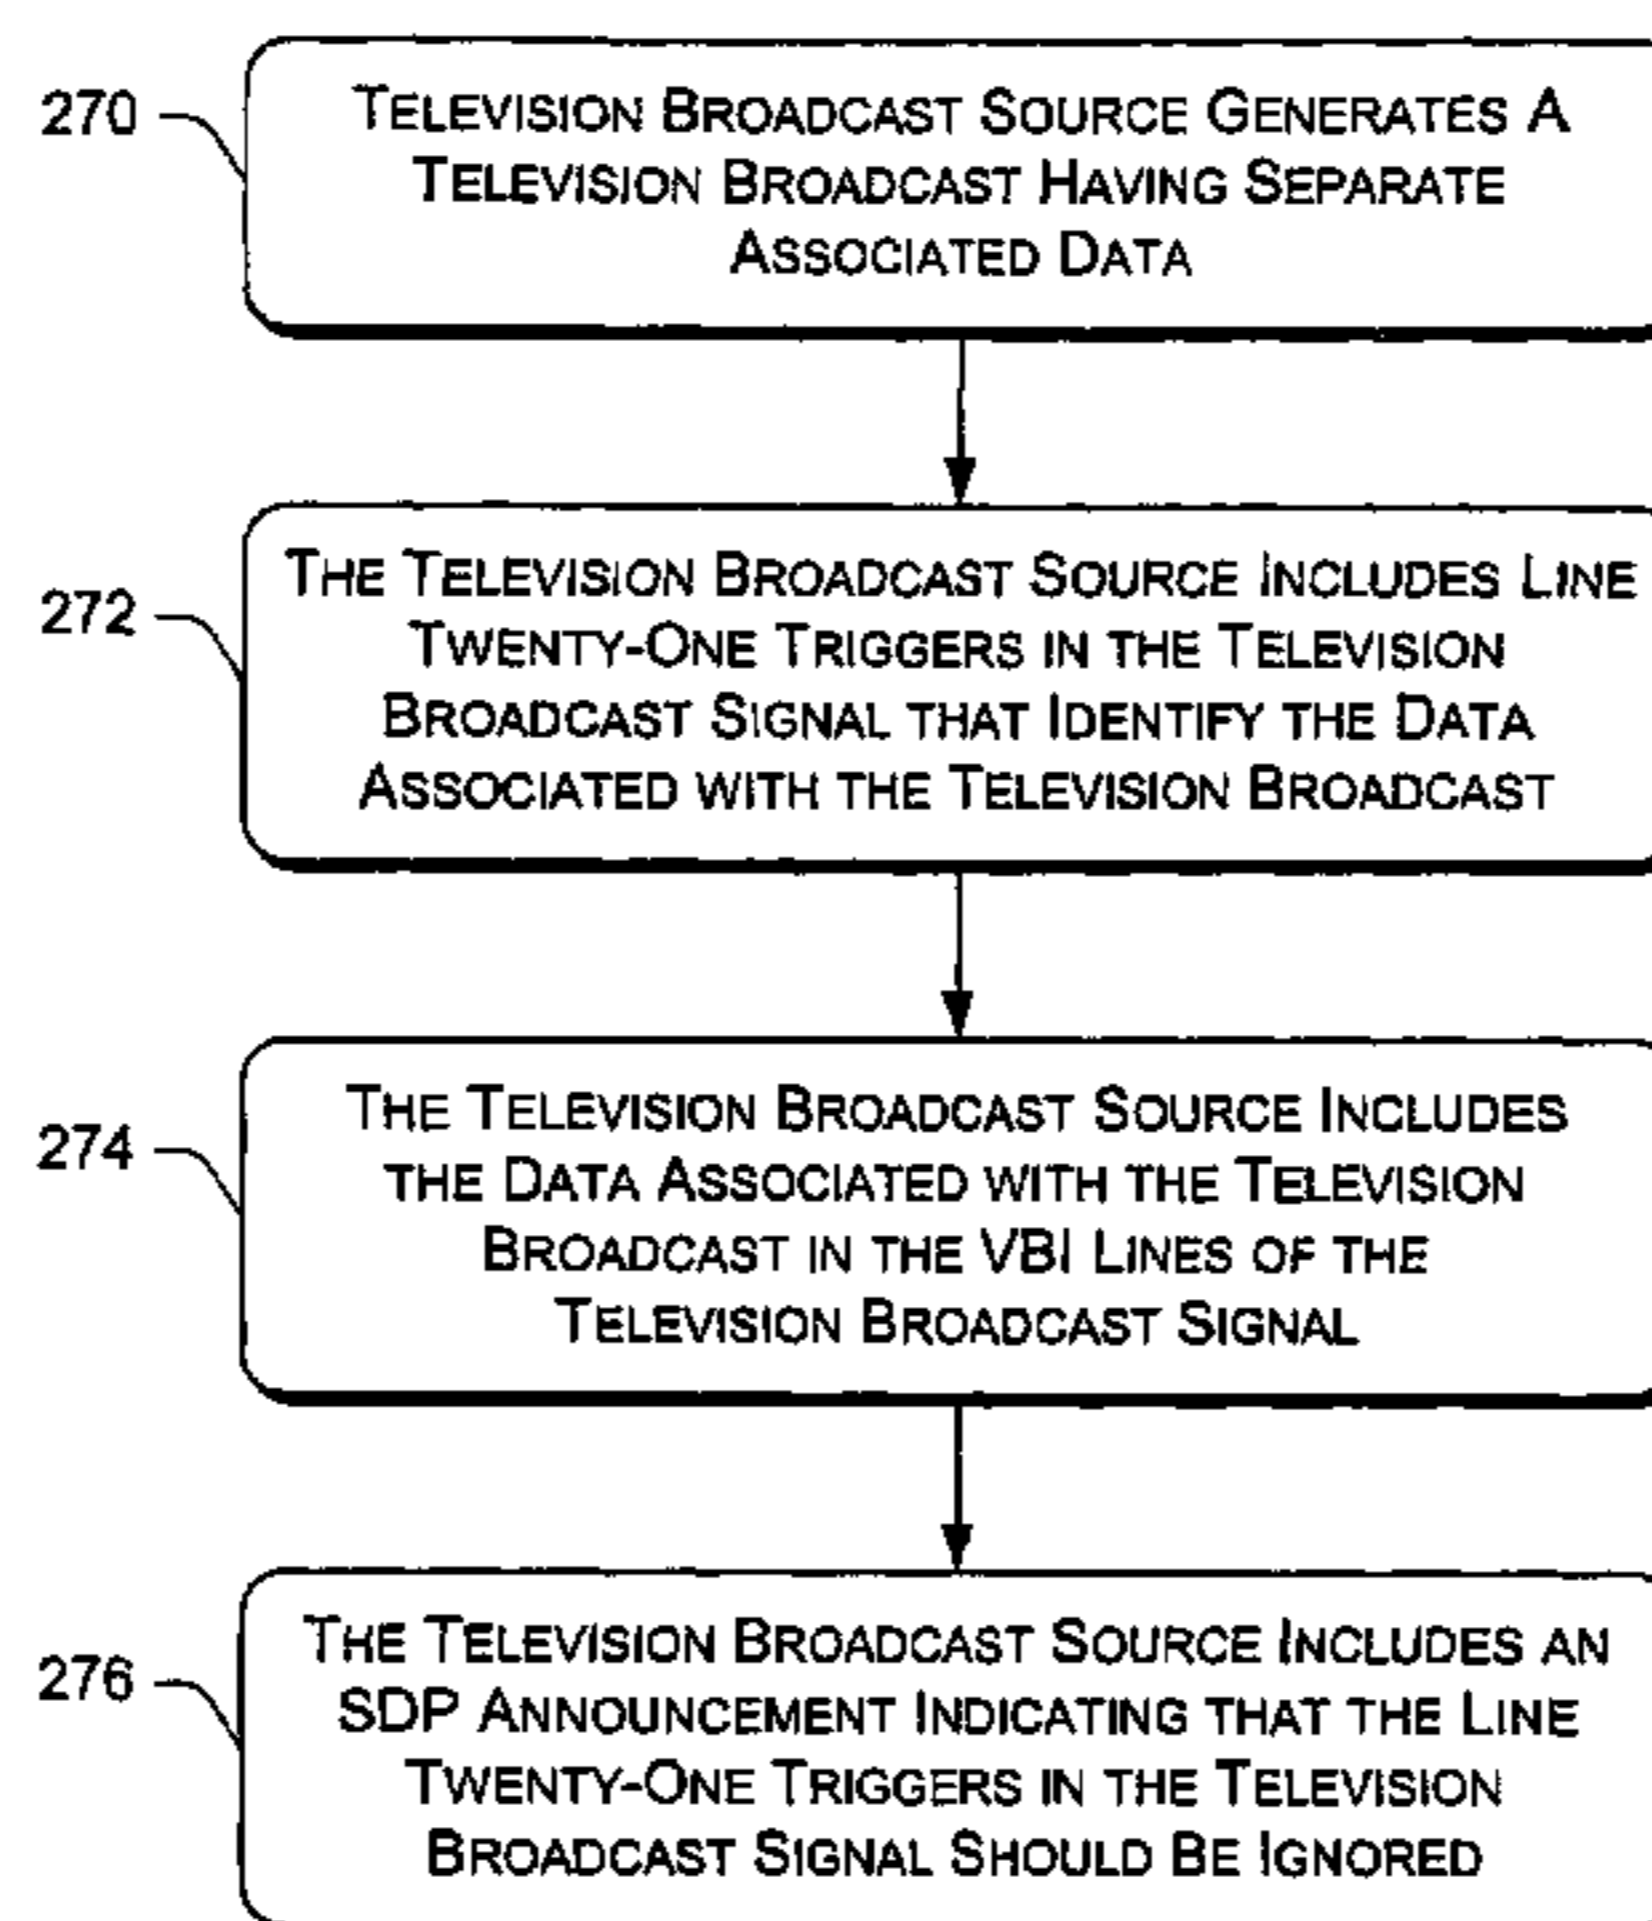 270
TELEVISION BROADCAST SOURCE GENERATES A
TELEVISION BROADCAST HAVING SEPARATE
ASSOCIATED DATA
272
THE TELEVISION BROADCAST SOURCE INCLUDES LINE
TWENTY-ONE TRIGGERS IN THE TELEVISION
BROADCAST SIGNAL THAT IDENTIFY THE DATA
ASSOCIATED WITH THE TELEVISION BROADCAST
274
THE TELEVISION BROADCAST SOURCE INCLUDES
THE DATA ASSOCIATED WITH THE TELEVISION
BROADCAST IN THE VBI LINES OF THE
TELEVISION BROADCAST SIGNAL
276
THE TELEVISION BROADCAST SOURCE INCLUDES AN
SDP ANNOUNCEMENT INDICATING THAT THE LINE
TWENTY-ONE TRIGGERS IN THE TELEVISION
BROADCAST SIGNAL SHOULD BE IGNORED